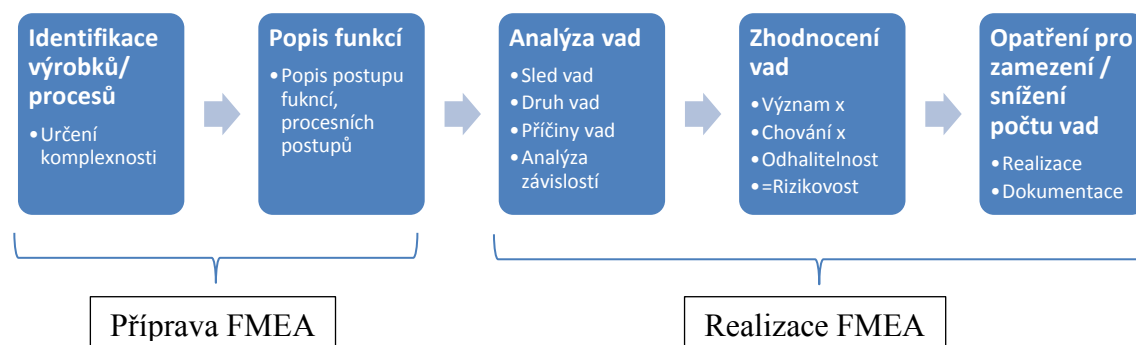 Identifikace
výrobků/
procesů
• Určení
komplexnosti
Popis funkcí
• Popis postupu
fukncí,
procesních
postupů
Analýza vad
• Sled vad
• Druh vad
• Příčiny vad
• Analýza
závislostí
Zhodnocení
vad
• Význam x
• Chování x
• Odhalitelnost
• =Rizikovost
Opatření pro
zamezení /
snížení
počtu vad
• Realizace
• Dokumentace
Příprava FMEA
Realizace FMEA